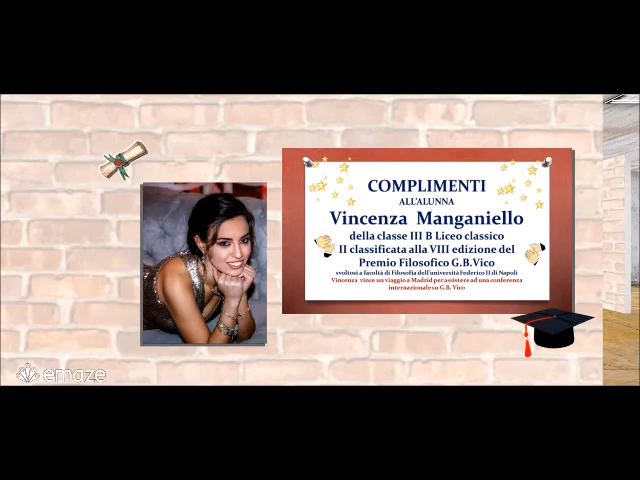 COMPLIMENTI
ALL'ALUNNA
Vincenza Manganiello
della classe III B Liceo classico
II classificata alla VIII edizione del
Premio Filosofico G.B.Vico
svoltosi a facoltà di Filosofia dell'università Federico II di Napoli
Vincenza vince un viaggio a Madrid per assistere ad una conferenza
internazionale su G.B. Vico
emaze